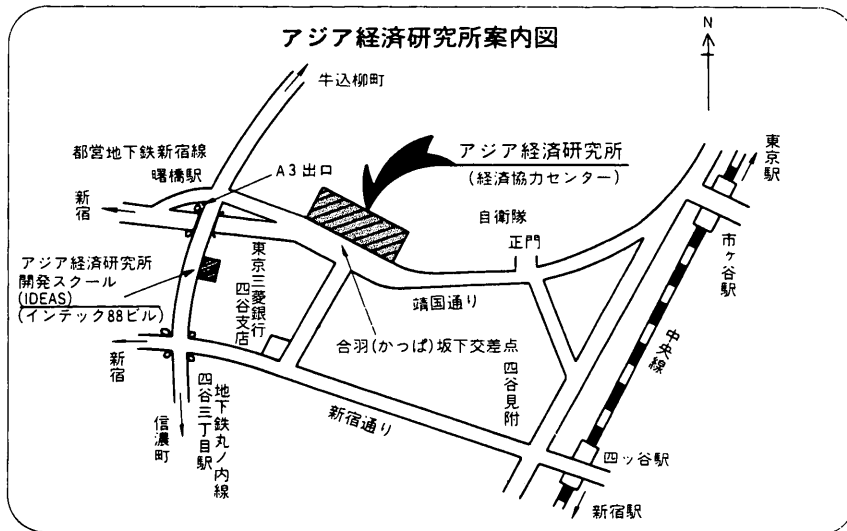 アジア経済研究所案内図
N
牛込柳町
都営地下鉄新宿線
曙橋駅
A3出口
アジア経済研究所
(経済協力センター)
東京駅
新宿
自衛隊
正門
市ヶ谷駅
アジア経済研究所
開発スクール
(IDEAS)
(インテック88ビル)
東京三菱銀行
四谷支店
靖国通り
合羽(かっぱ)坂下交差点
中央線
新宿
四谷見附
新宿通り
信濃町
地下鉄丸ノ内線
四谷三丁目駅
四ッ谷駅
新宿駅